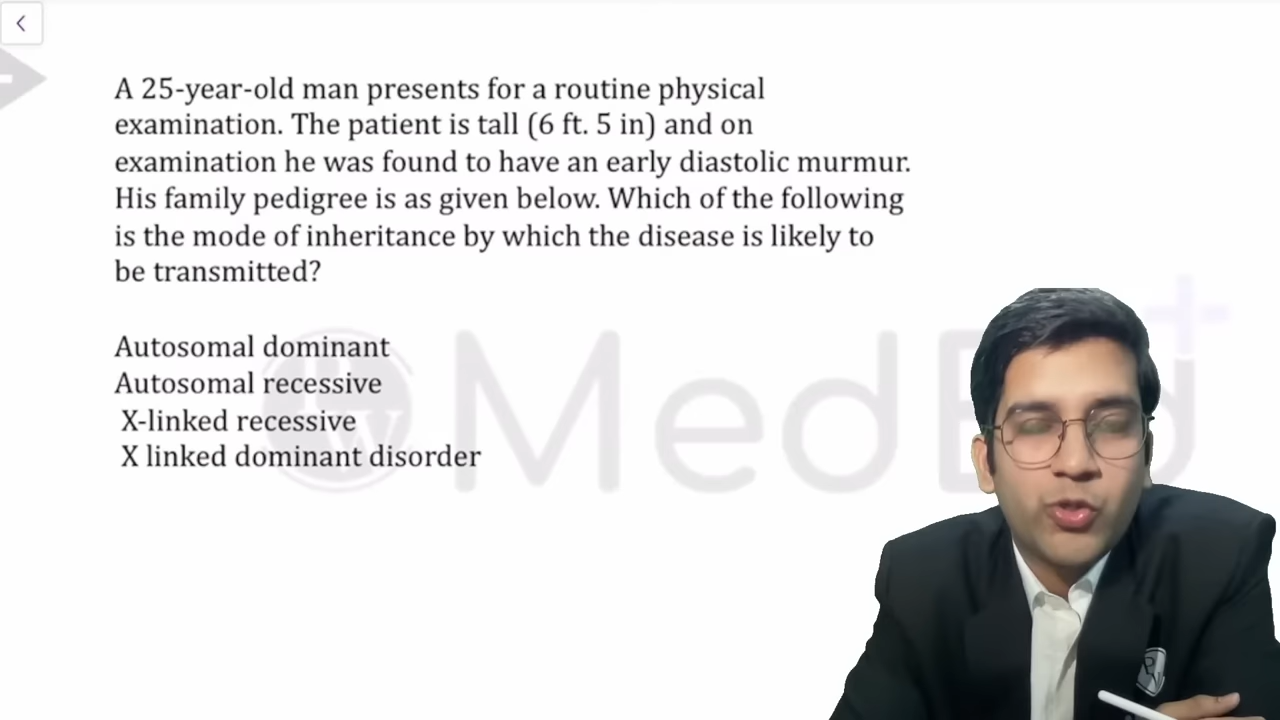 A 25-year-old man presents for a routine physical
examination. The patient is tall (6 ft. 5 in) and on
examination he was found to have an early diastolic murmur.
His family pedigree is as given below. Which of the following
is the mode of inheritance by which the disease is likely to
be transmitted?
Autosomal dominant
Autosomal recessive
X-linked recessive
X linked dominant disorder
MedEd